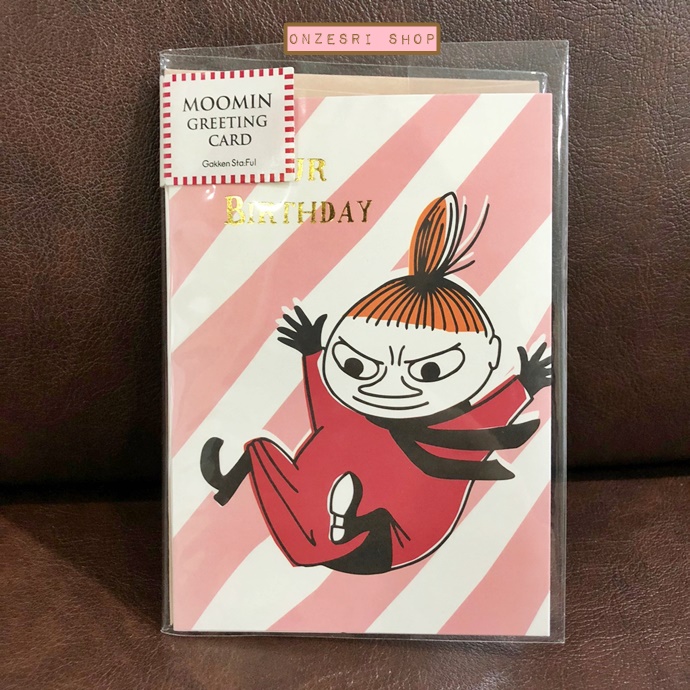 ONZESRI SHOP
MOOMIN
GREETING
CARD
Gakken Sta:Ful
BIRTHDAY